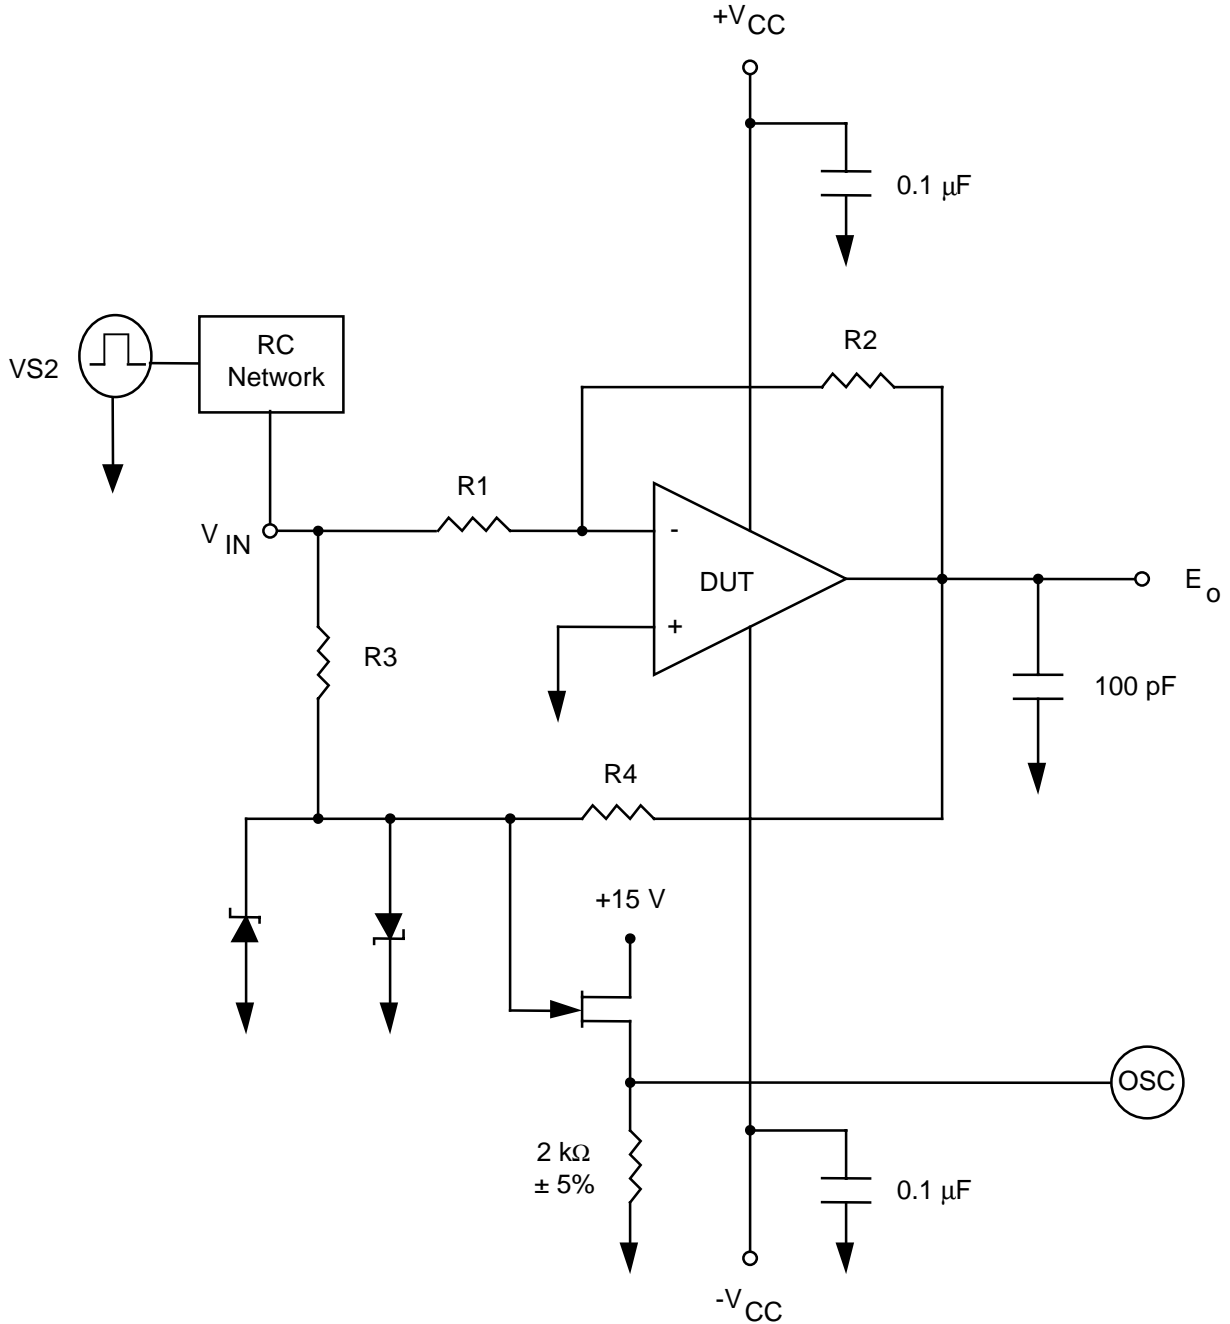 +VCC
0.1 μF
R2
RC
Network
VS2
R1
VIN
-
DUT
+
Eo
R3
100 pF
R4
+15 V
OSC
2 kΩ
± 5%
0.1 μF
-VCC